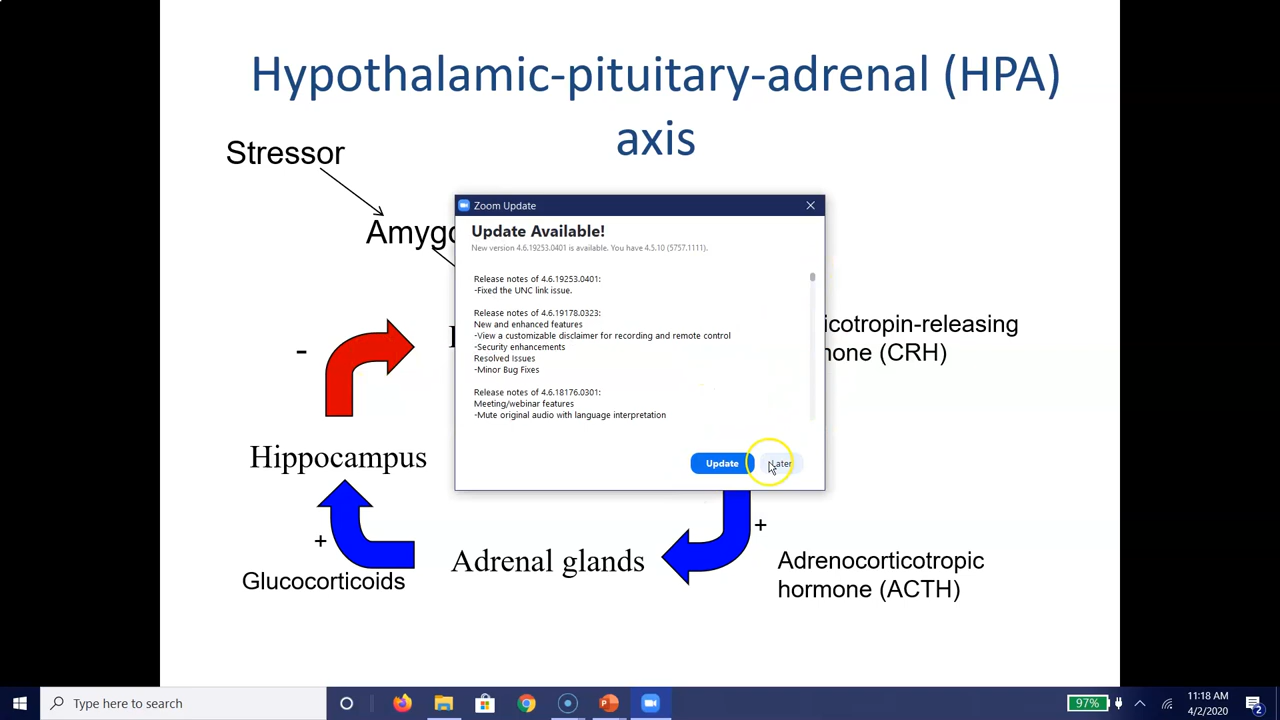 Hypothalamic-pituitary-adrenal (HPA)
axis
Stressor
Zoom Update
Update Available!
New version 4.6.19253.0401 is available. You have 4.5.10 (5757.1111).
Release notes of 4.6.19253.0401:
-Fixed the UNC link issue.
Release notes of 4.6.19178.0323:
New and enhanced features
-View a customizable disclaimer for recording and remote control
-Security enhancements
Resolved Issues
-Minor Bug Fixes
Release notes of 4.6.18176.0301:
Meeting/webinar features
-Mute original audio with language interpretation
Update Later
-
Hippocampus
+
Glucocorticoids
Adrenal glands
+
Adrenocorticotropic
hormone (ACTH)
(CRH)
Type here to search
97%
11:18 AM
4/2/2020
2